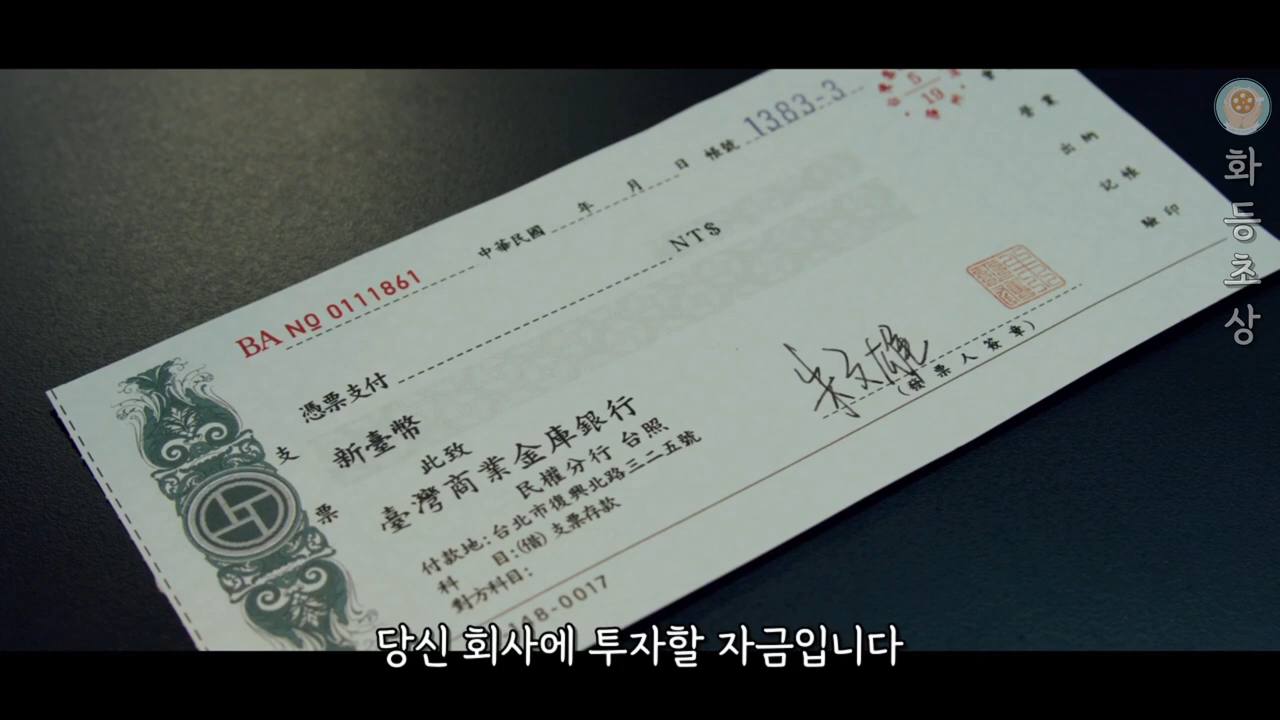 BA № 0111861
中華民國 年 月 日 帳號 1383-3
5
19
營業
出納
記帳
驗印
憑票支付
NT$
新臺幣
此致
臺灣商業金庫銀行
民權分行 台照
付款地:台北市復興北路三二五號
科 目:(借) 支票存款
對方科目:
148-0017
支
票
朱文雄
(發票人簽章)
화등초상
당신 회사에 투자할 자금입니다